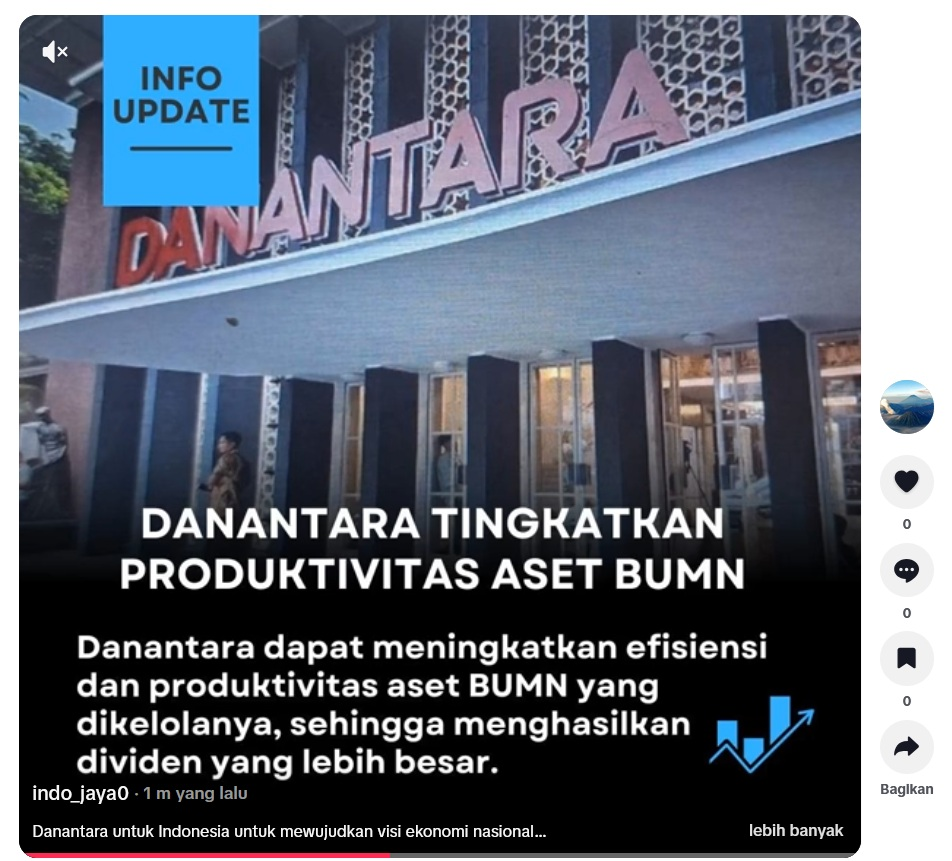 INFO
UPDATE
DANANTARA
DANANTARA TINGKATKAN
PRODUKTIVITAS ASET BUMN
Danantara dapat meningkatkan efisiensi
dan produktivitas aset BUMN yang
dikelolanya, sehingga menghasilkan
dividen yang lebih besar.
indo_jaya0 · 1 m yang lalu
Danantara untuk Indonesia untuk mewujudkan visi ekonomi nasional... lebih banyak
0
0
0
Bagikan